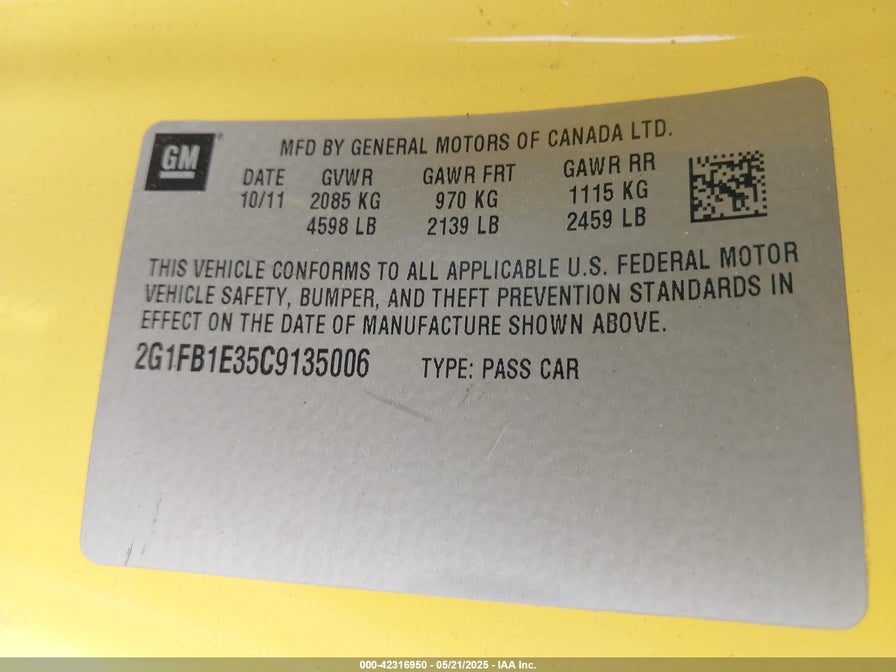 GM
MFD BY GENERAL MOTORS OF CANADA LTD.
DATE GVWR GAWR FRT GAWR RR
10/11 2085 KG 970 KG 1115 KG
4598 LB 2139 LB 2459 LB
THIS VEHICLE CONFORMS TO ALL APPLICABLE U.S. FEDERAL MOTOR
VEHICLE SAFETY, BUMPER, AND THEFT PREVENTION STANDARDS IN
EFFECT ON THE DATE OF MANUFACTURE SHOWN ABOVE.
2G1FB1E35C9135006 TYPE: PASS CAR
000-42316950 - 05/21/2025 - IAA Inc.